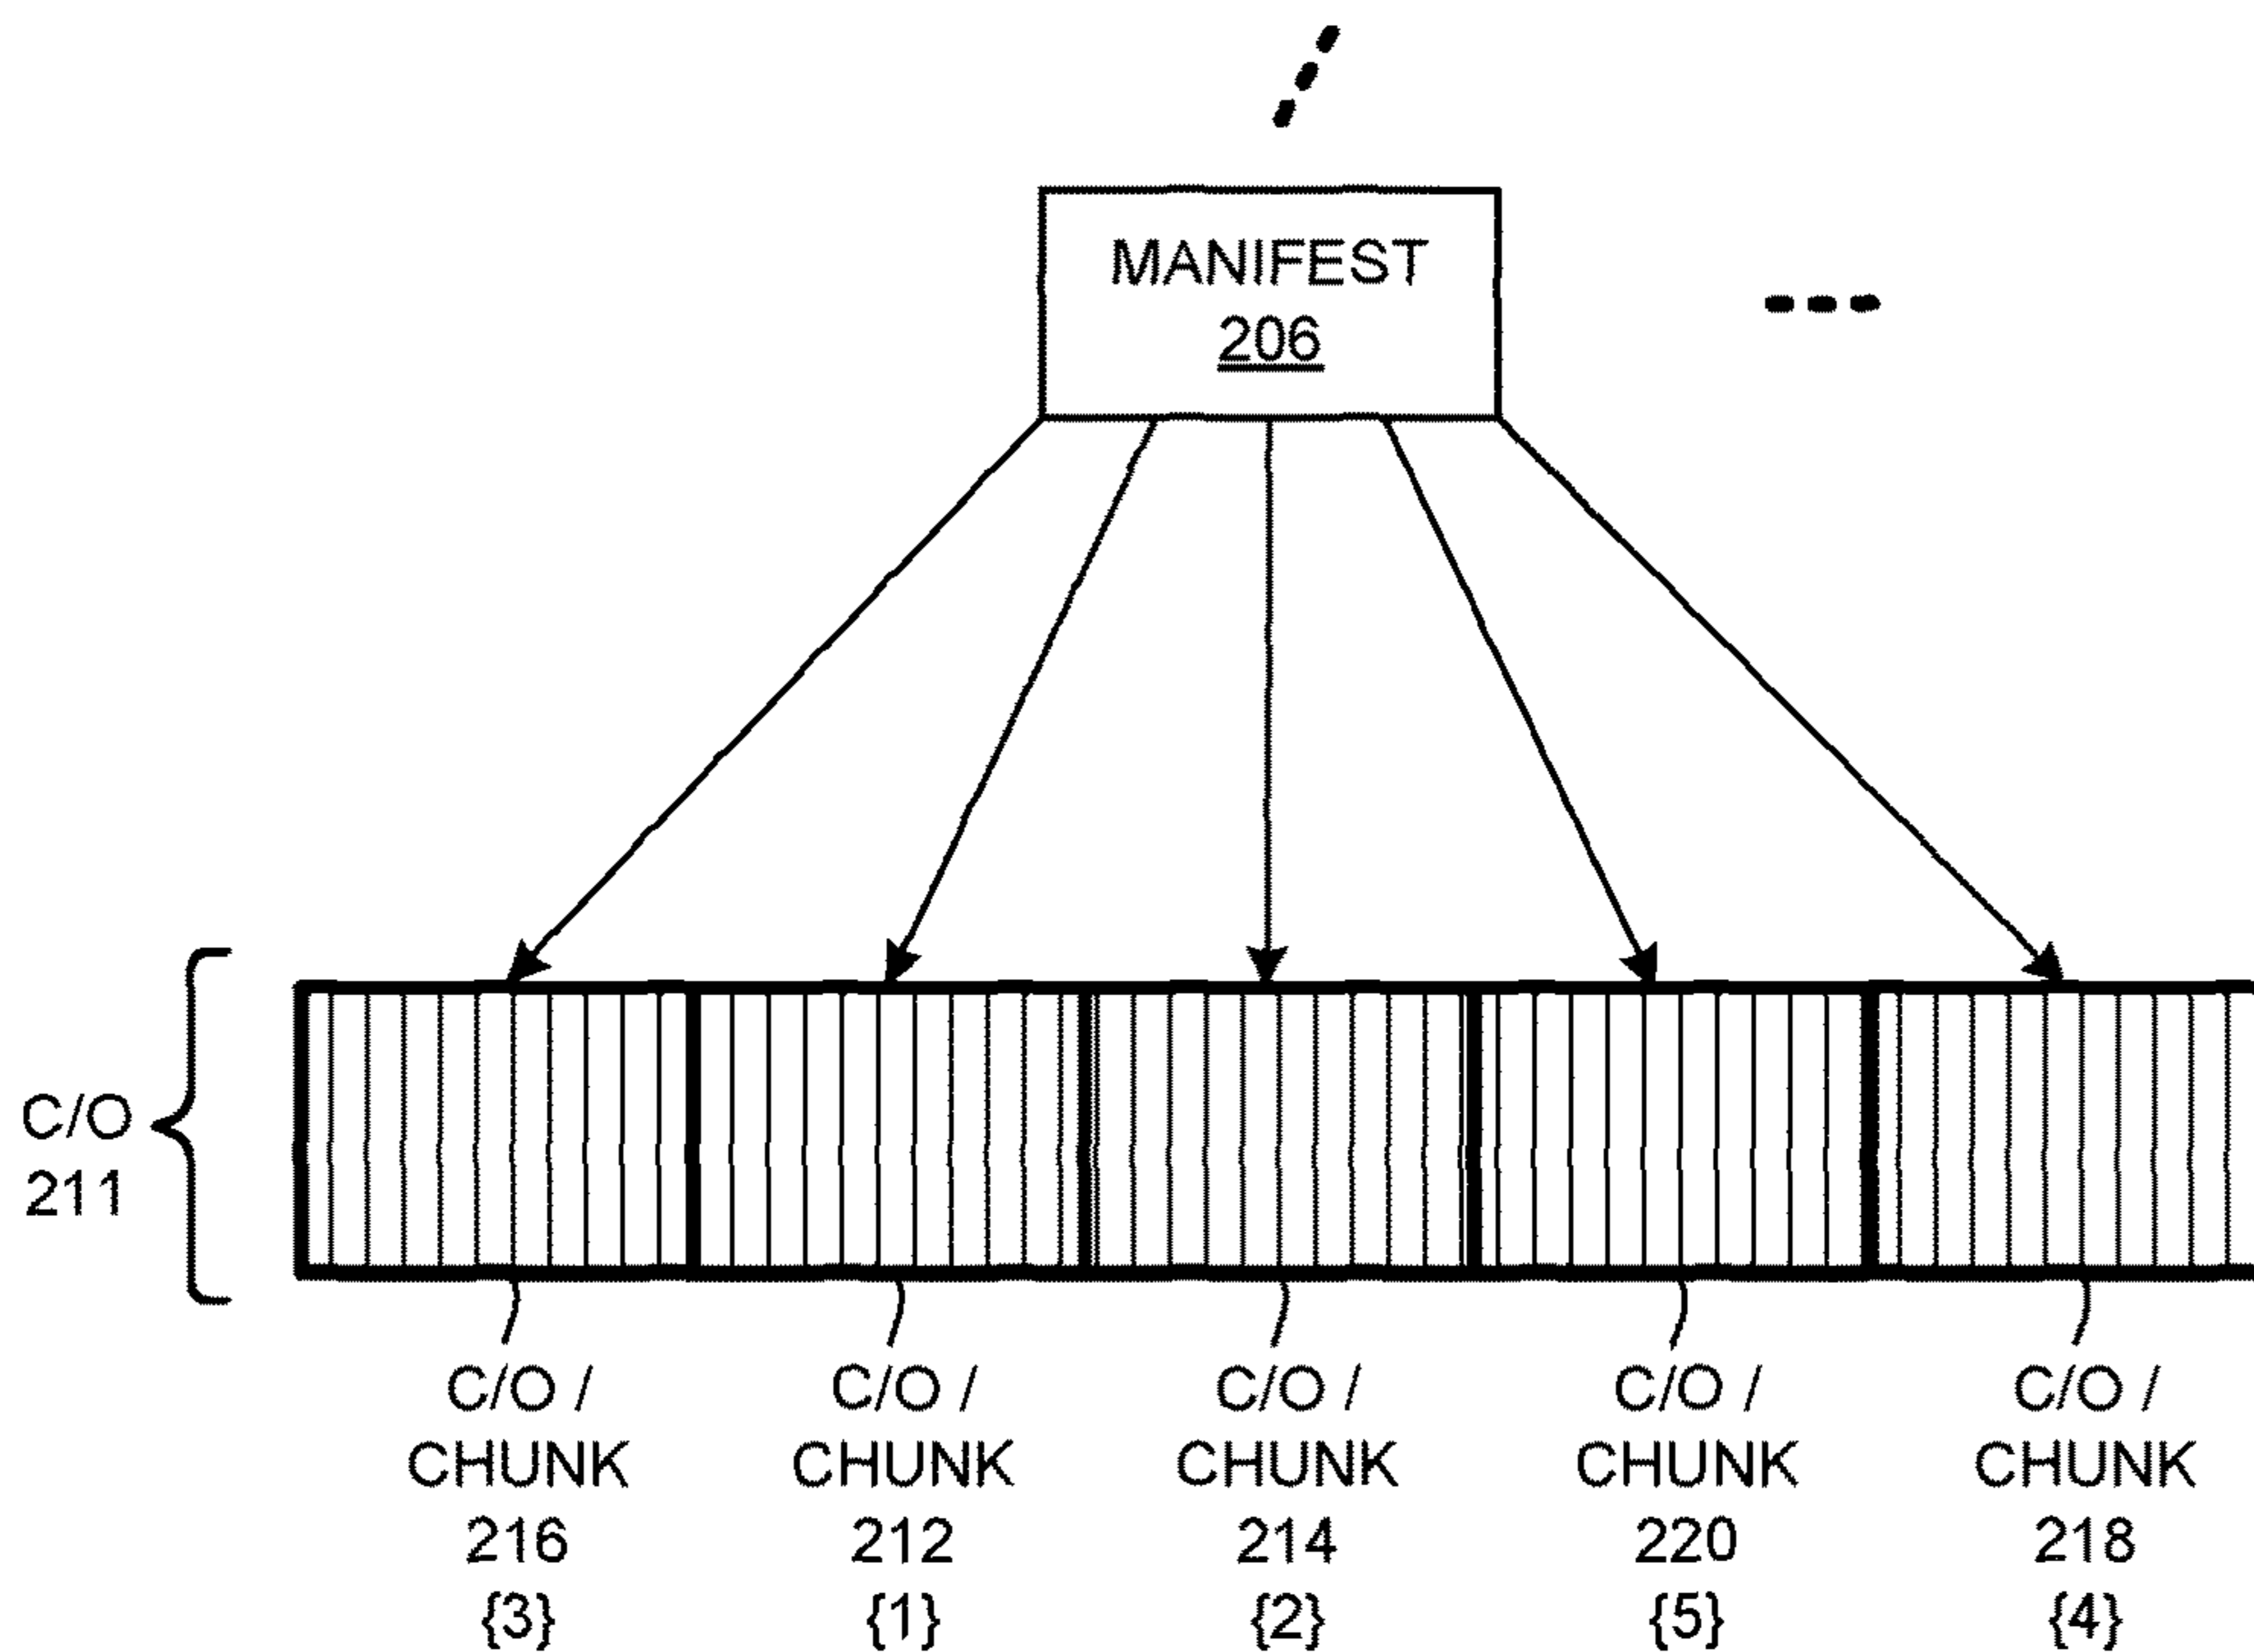 MANIFEST
206
C/O
211
C/O /
CHUNK
216
{3}
C/O /
CHUNK
212
{1}
C/O /
CHUNK
214
{2}
C/O /
CHUNK
220
{5}
C/O /
CHUNK
218
{4}